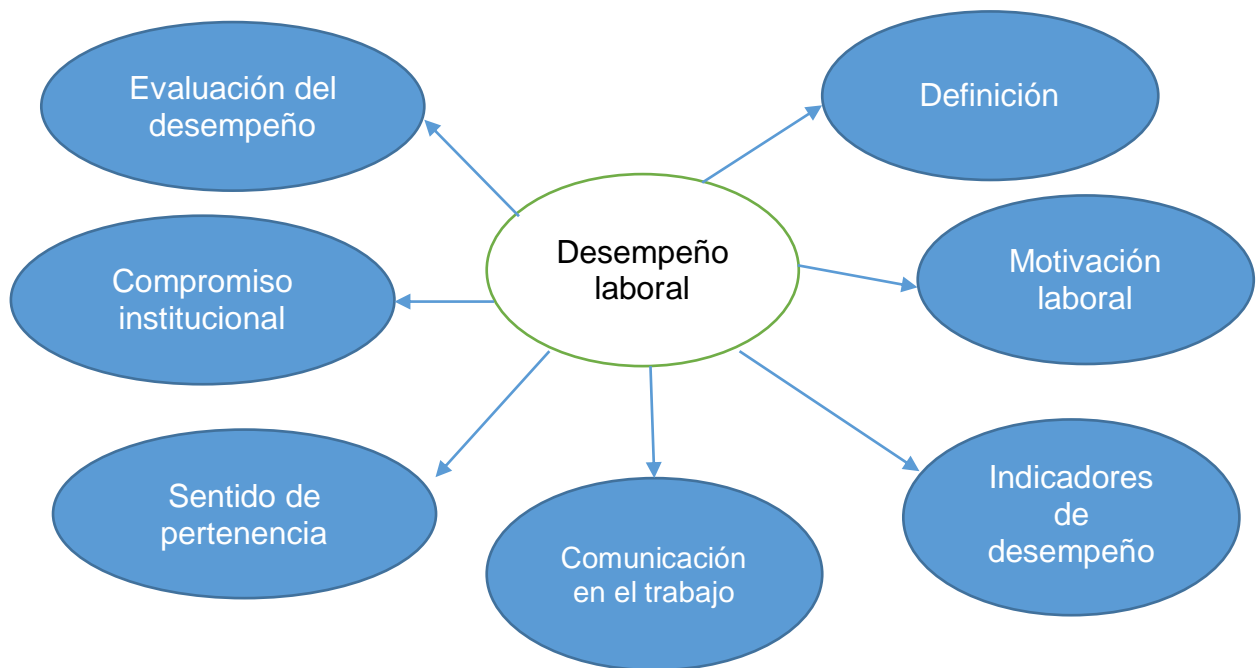 Evaluación del
desempeño
Definición
Desempeño
laboral
Motivación
laboral
Compromiso
institucional
Sentido de
pertenencia
Comunicación
en el trabajo
Indicadores
de
desempeño